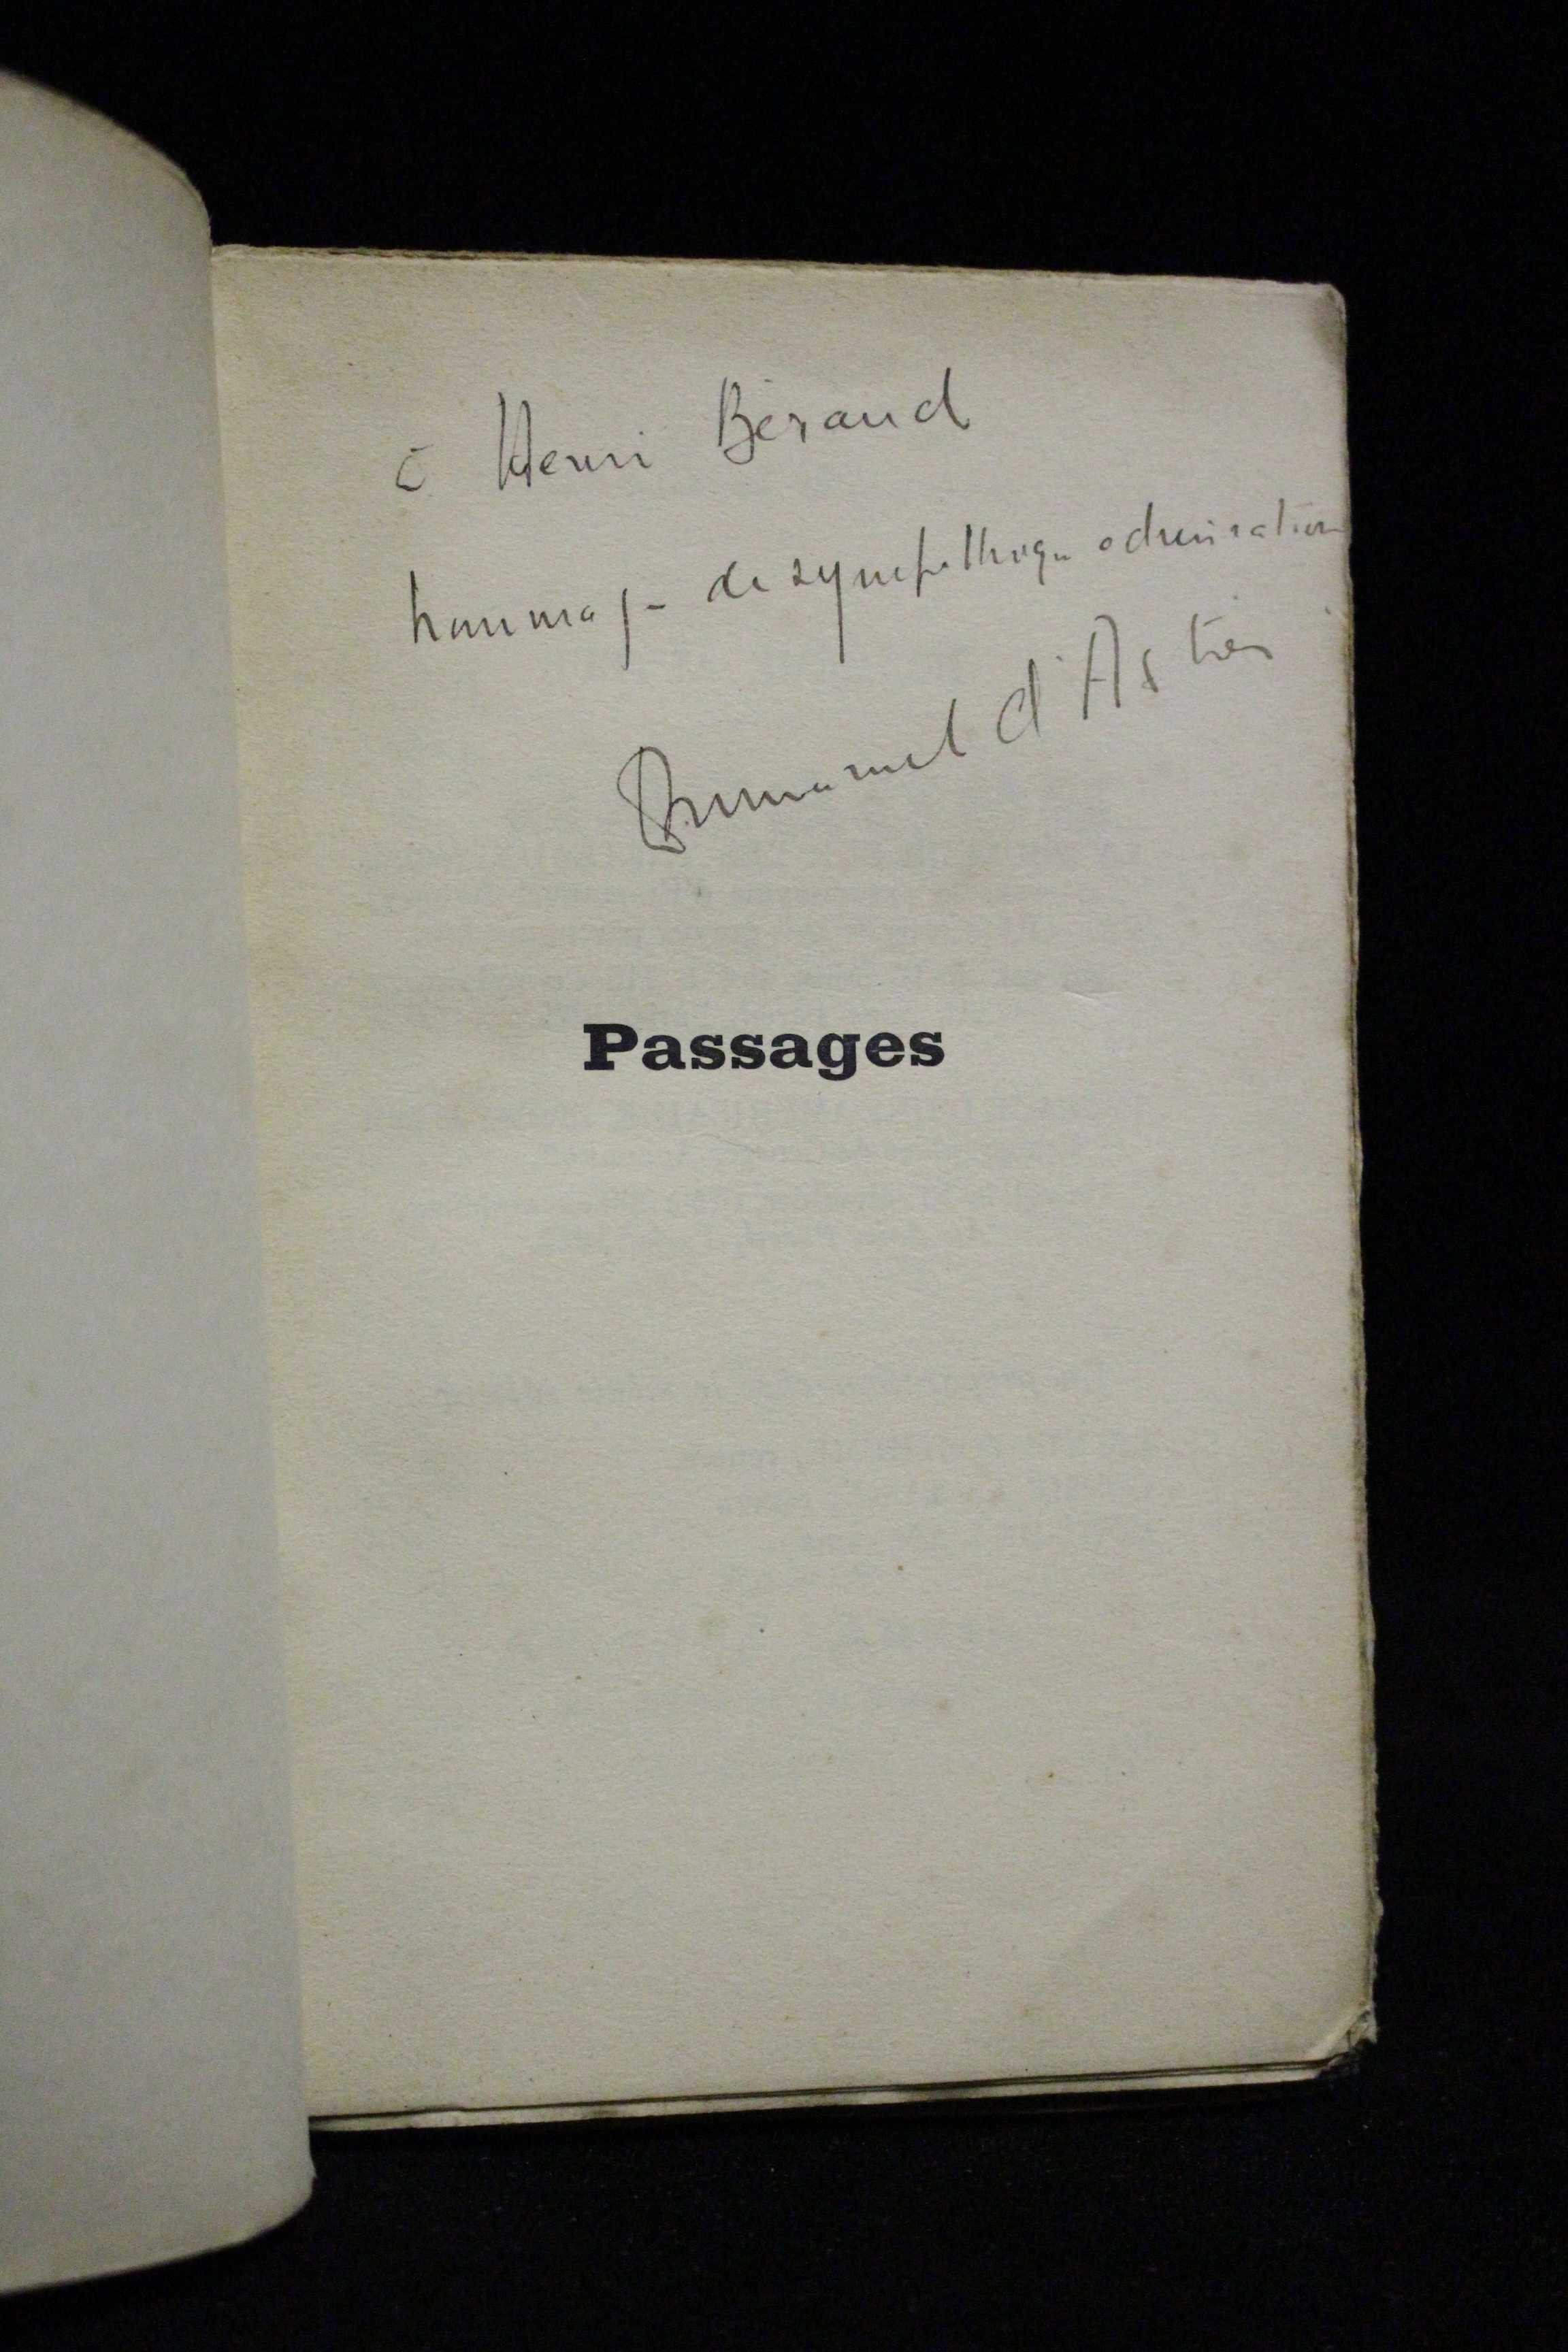 à Henri Béraud
hommage de sympathique admiration
Emmanuel d'Astier
Passages